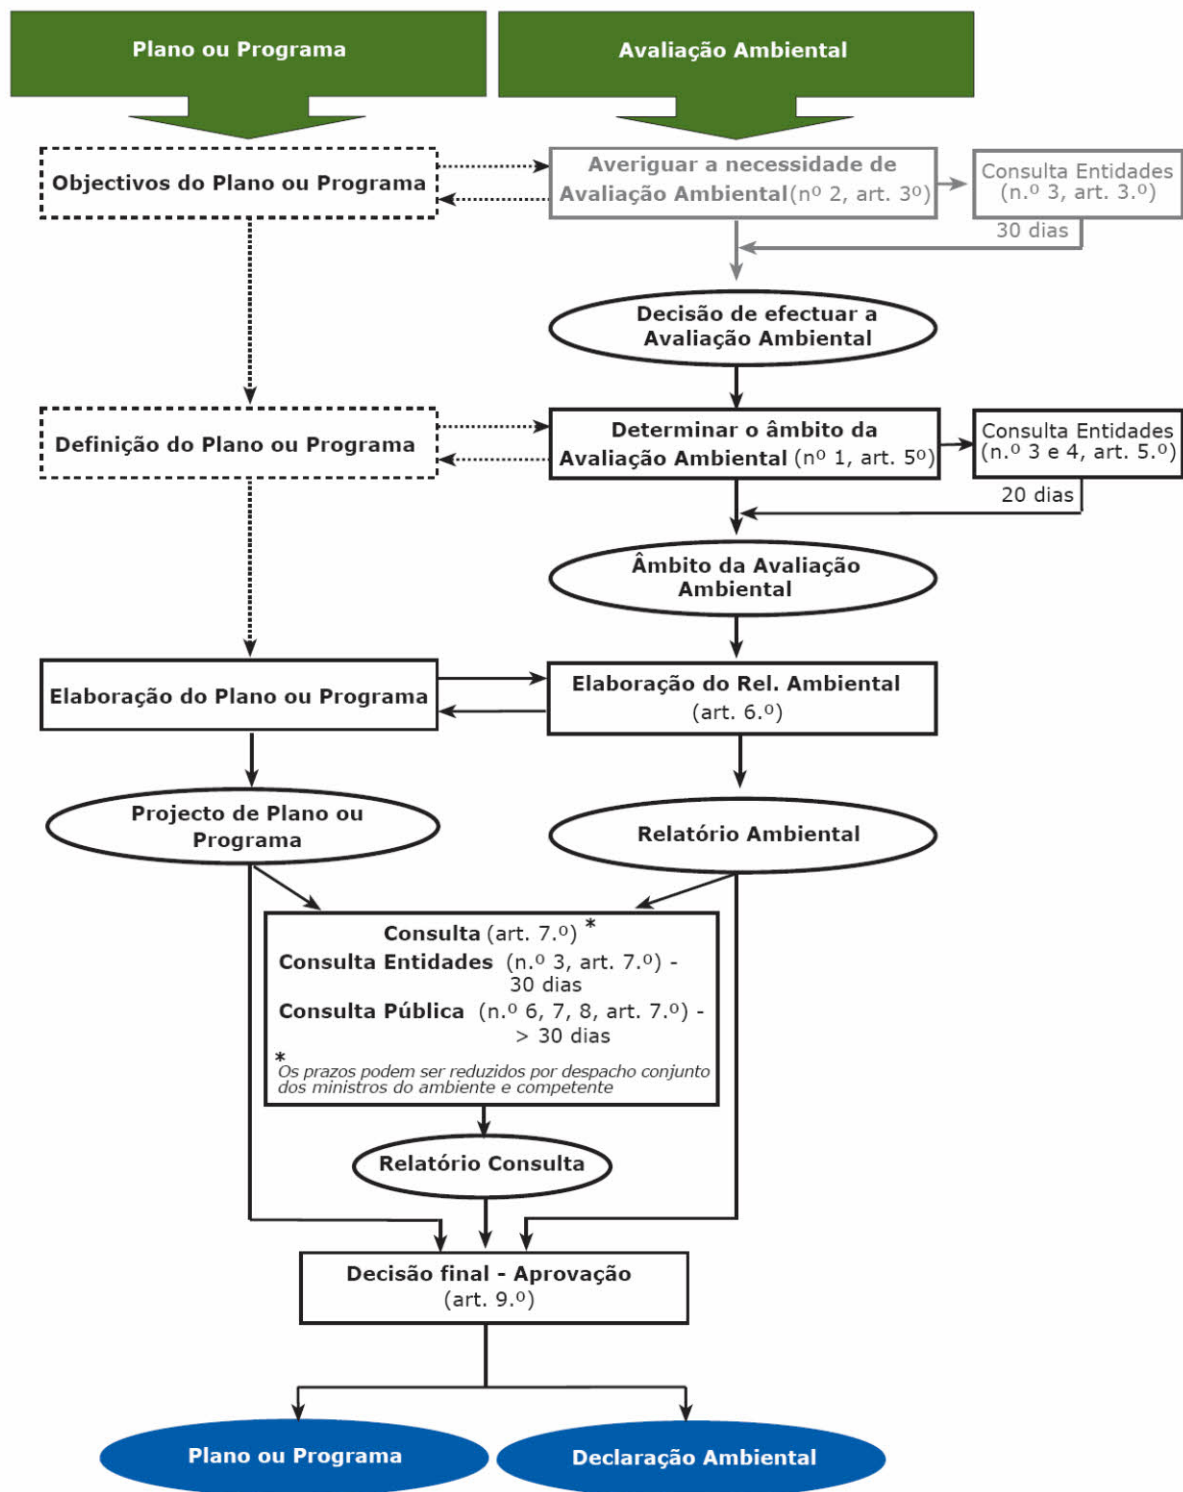 Plano ou Programa
Avaliação Ambiental
Objectivos do Plano ou Programa
Averiguar a necessidade de
Avaliação Ambiental (nº 2, art. 3º)
Consulta Entidades
(n.º 3, art. 3.º)
30 dias
Decisão de efectuar a
Avaliação Ambiental
Definição do Plano ou Programa
Determinar o âmbito da
Avaliação Ambiental (nº 1, art. 5º)
Consulta Entidades
(n.º 3 e 4, art. 5.º)
20 dias
Âmbito da Avaliação
Ambiental
Elaboração do Plano ou Programa
Elaboração do Rel. Ambiental
(art. 6.º)
Projecto de Plano ou
Programa
Relatório Ambiental
Consulta (art. 7.º) *
Consulta Entidades (n.º 3, art. 7.º) -
30 dias
Consulta Pública (n.º 6, 7, 8, art. 7.º) -
> 30 dias
* Os prazos podem ser reduzidos por despacho conjunto
dos ministros do ambiente e competente
Relatório Consulta
Decisão final - Aprovação
(art. 9.º)
Plano ou Programa
Declaração Ambiental